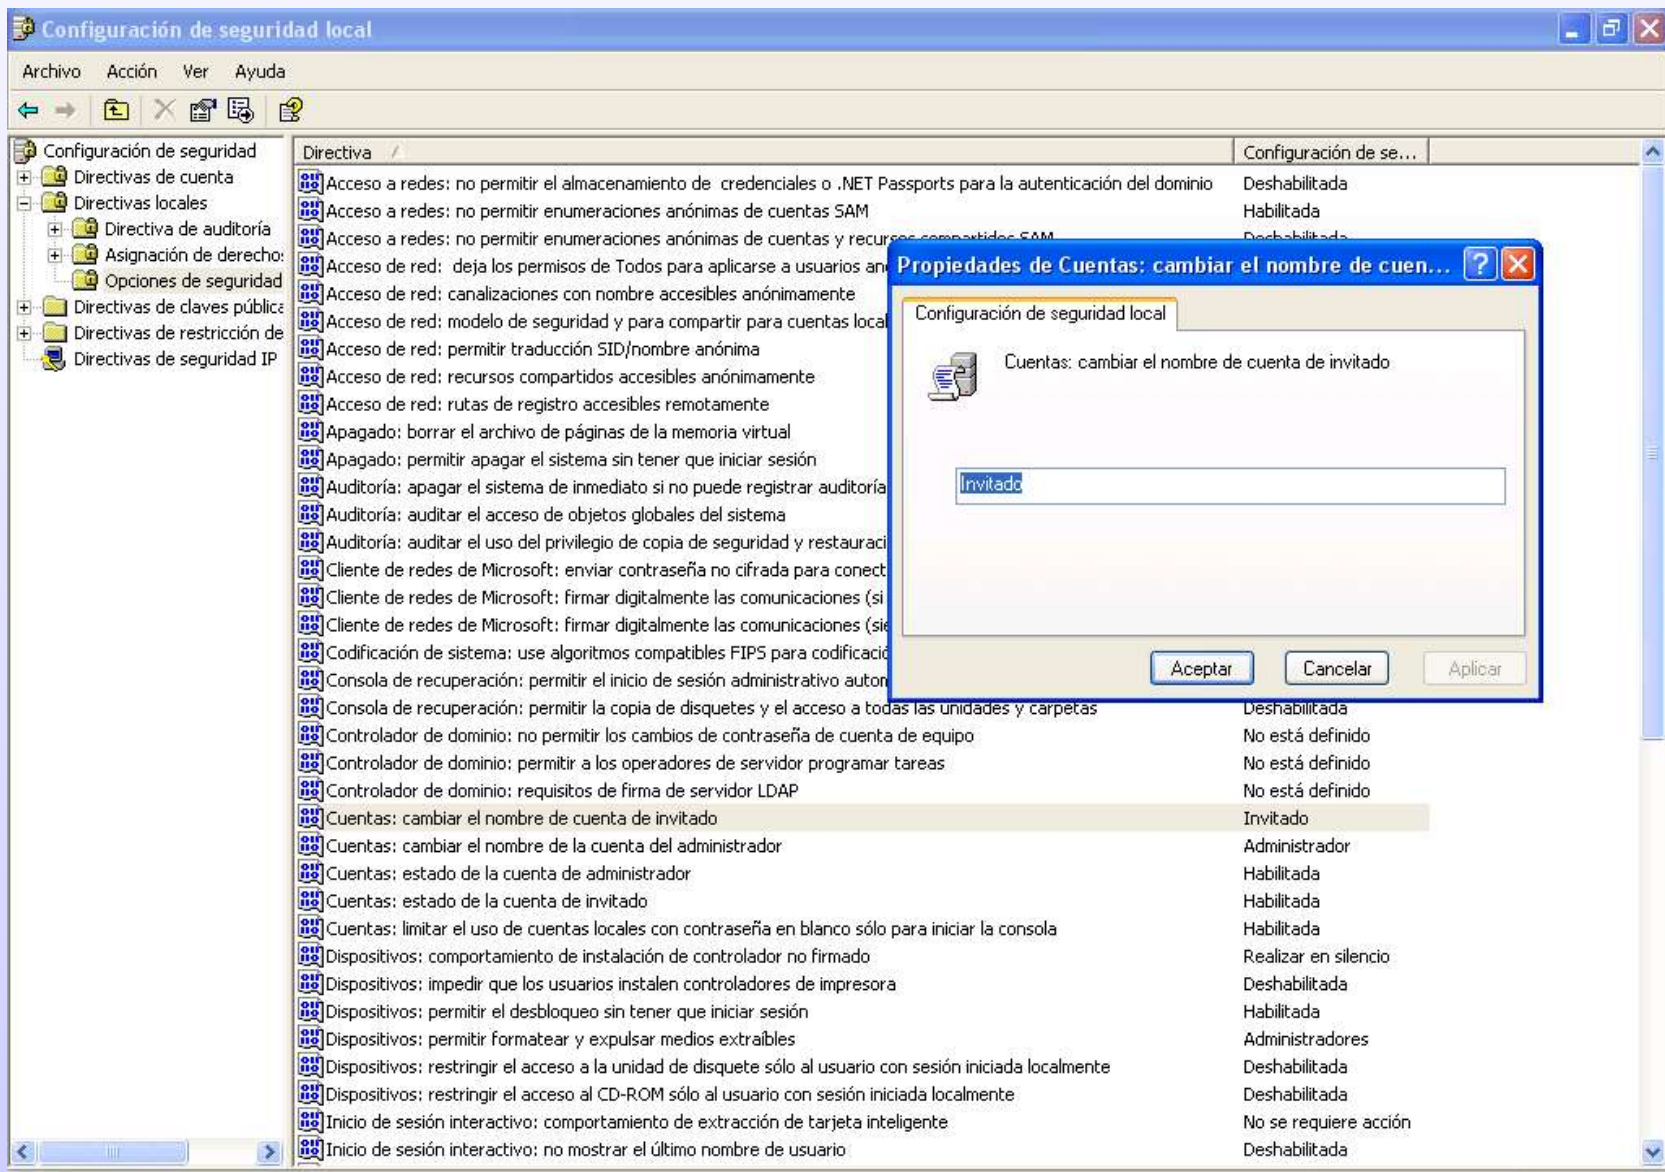 Configuración de seguridad local
Archivo Acción Ver Ayuda
Configuración de seguridad
Directivas de cuenta
Directivas locales
Directiva de auditoría
Asignación de derecho
Opciones de seguridad
Directivas de claves pública
Directivas de restricción de
Directivas de seguridad IP
Directiva Configuración de se...
Acceso a redes: no permitir el almacenamiento de credenciales o .NET Passports para la autenticación del dominio Deshabilitada
Acceso a redes: no permitir enumeraciones anónimas de cuentas SAM Habilitada
Acceso a redes: no permitir enumeraciones anónimas de cuentas y recursos compartidos SAM Deshabilitada
Acceso de red: deja los permisos de Todos para aplicarse a usuarios an
Acceso de red: canalizaciones con nombre accesibles anónimamente
Acceso de red: modelo de seguridad y para compartir para cuentas local
Acceso de red: permitir traducción SID/nombre anónima
Acceso de red: recursos compartidos accesibles anónimamente
Acceso de red: rutas de registro accesibles remotamente
Apagado: borrar el archivo de páginas de la memoria virtual
Apagado: permitir apagar el sistema sin tener que iniciar sesión
Auditoría: apagar el sistema de inmediato si no puede registrar auditoría
Auditoría: auditar el acceso de objetos globales del sistema
Auditoría: auditar el uso del privilegio de copia de seguridad y restauraci
Cliente de redes de Microsoft: enviar contraseña no cifrada para conect
Cliente de redes de Microsoft: firmar digitalmente las comunicaciones (si
Cliente de redes de Microsoft: firmar digitalmente las comunicaciones (sie
Codificación de sistema: use algoritmos compatibles FIPS para codificació
Consola de recuperación: permitir el inicio de sesión administrativo auton
Consola de recuperación: permitir la copia de disquetes y el acceso a todas las unidades y carpetas Deshabilitada
Controlador de dominio: no permitir los cambios de contraseña de cuenta de equipo No está definido
Controlador de dominio: permitir a los operadores de servidor programar tareas No está definido
Controlador de dominio: requisitos de firma de servidor LDAP No está definido
Cuentas: cambiar el nombre de cuenta de invitado Invitado
Cuentas: cambiar el nombre de la cuenta del administrador Administrador
Cuentas: estado de la cuenta de administrador Habilitada
Cuentas: estado de la cuenta de invitado Habilitada
Cuentas: limitar el uso de cuentas locales con contraseña en blanco sólo para iniciar la consola Habilitada
Dispositivos: comportamiento de instalación de controlador no firmado Realizar en silencio
Dispositivos: impedir que los usuarios instalen controladores de impresora Deshabilitada
Dispositivos: permitir el desbloqueo sin tener que iniciar sesión Habilitada
Dispositivos: permitir formatear y expulsar medios extraíbles Administradores
Dispositivos: restringir el acceso a la unidad de disquete sólo al usuario con sesión iniciada localmente Deshabilitada
Dispositivos: restringir el acceso al CD-ROM sólo al usuario con sesión iniciada localmente Deshabilitada
Inicio de sesión interactivo: comportamiento de extracción de tarjeta inteligente No se requiere acción
Inicio de sesión interactivo: no mostrar el último nombre de usuario Deshabilitada
Propiedades de Cuentas: cambiar el nombre de cuen...
Configuración de seguridad local
Cuentas: cambiar el nombre de cuenta de invitado
Invitado
Aceptar Cancelar Aplicar